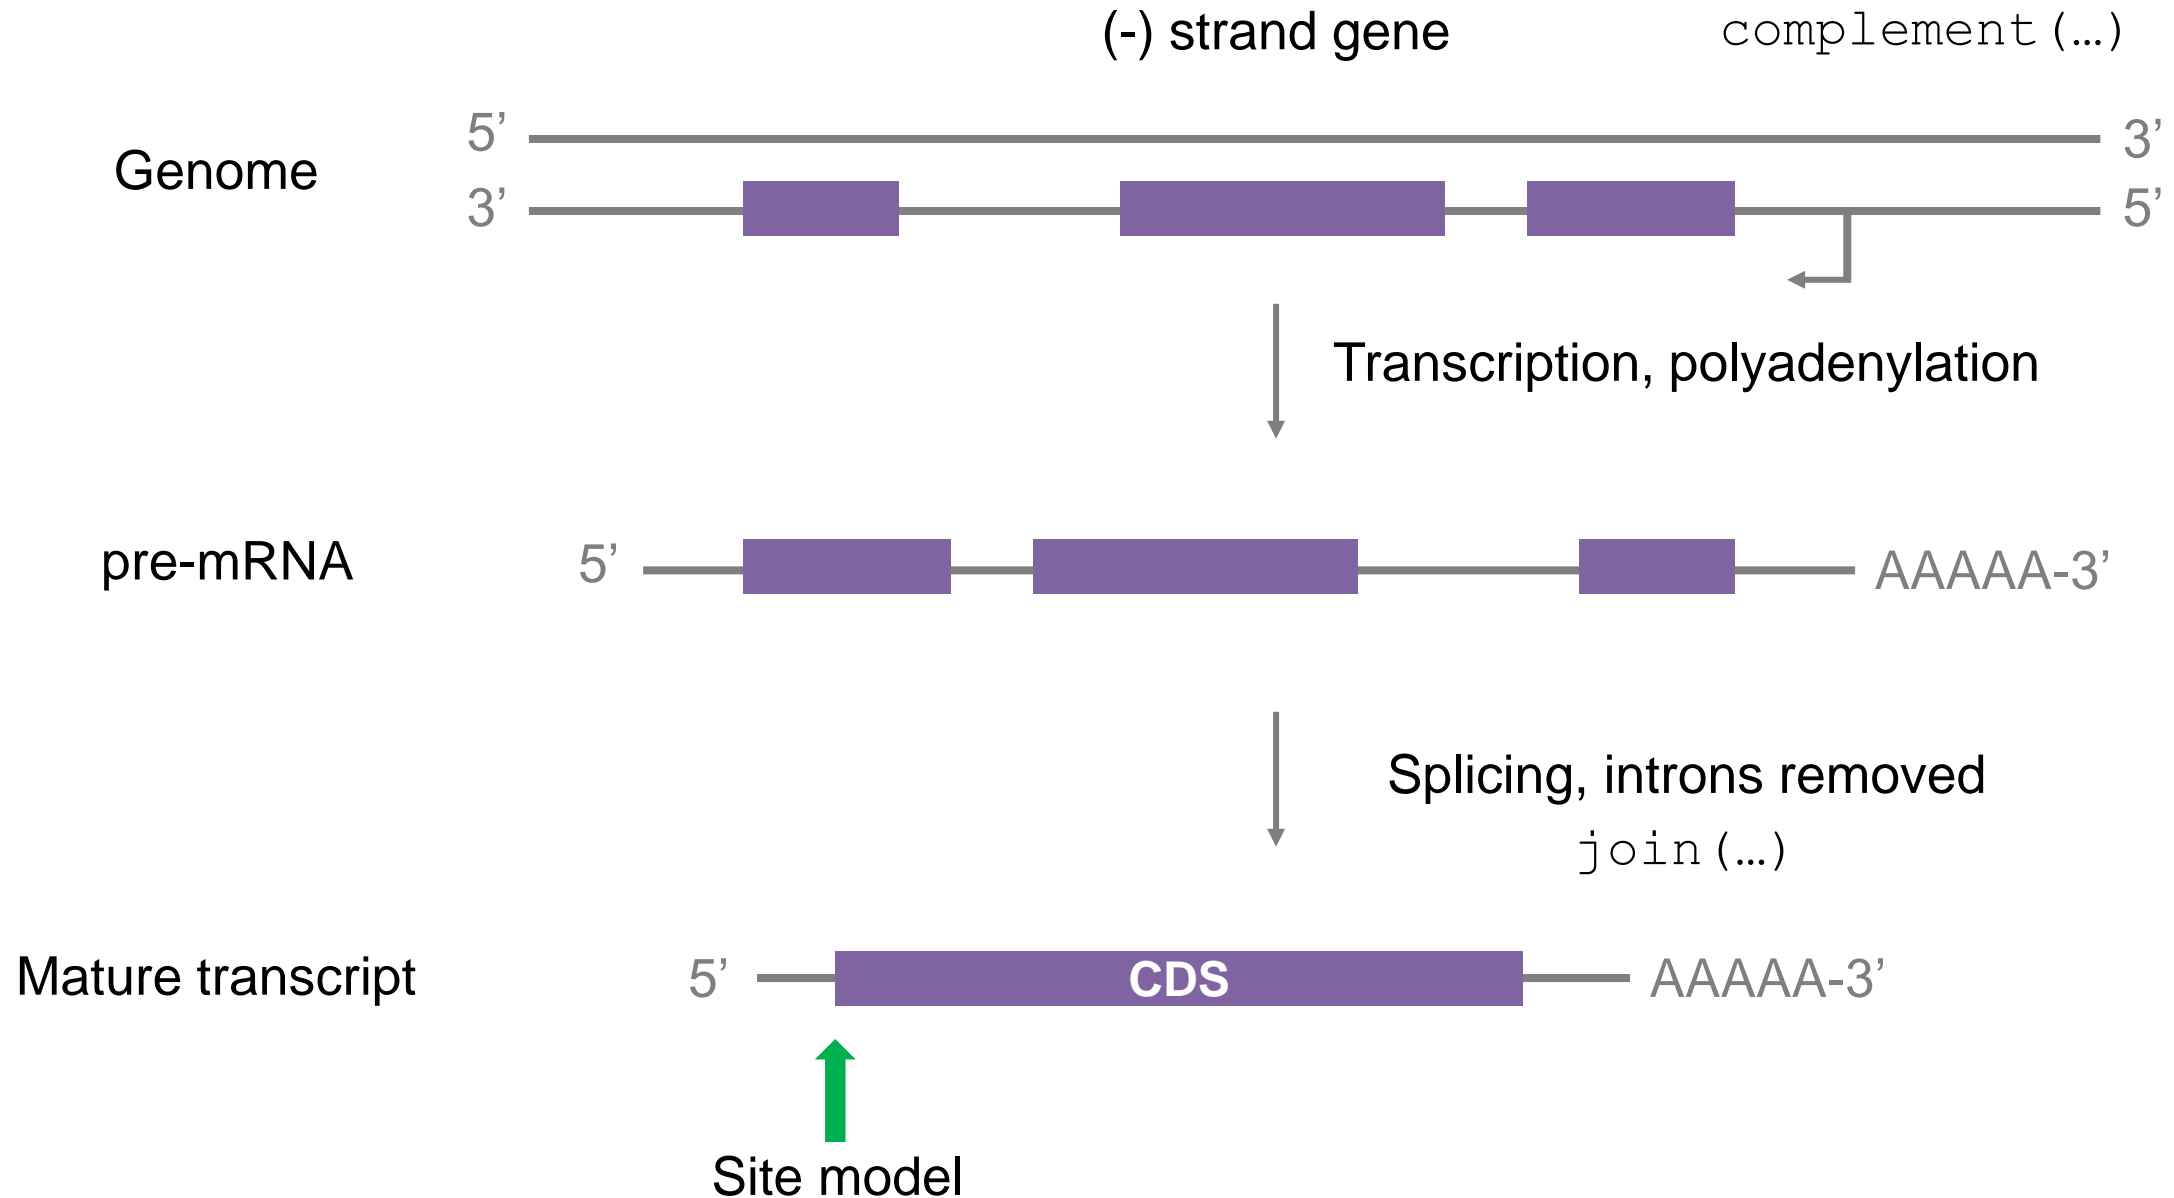 (-) strand gene
complement(…)
5’
3’
Genome
3’
5’
Transcription, polyadenylation
pre-mRNA
5’
AAAAA-3’
Splicing, introns removed
join(…)
Mature transcript
5’
CDS
AAAAA-3’
Site model